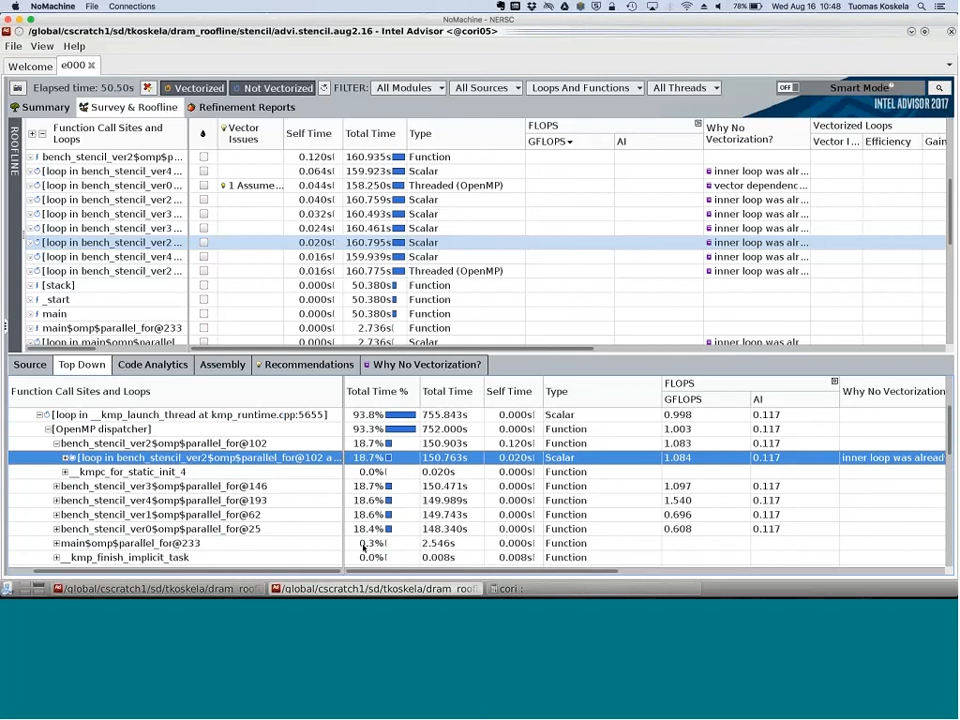 NoMachine File Connections 78% Wed Aug 16 10:48 Tuomas Koskela
NoMachine - NERSC
/global/cscratch1/sd/tkoskela/dram_roofline/stencil/advi.stencil.aug2.16 - Intel Advisor <@cori05>
File View Help
Welcome e000
Elapsed time: 50.50s Vectorized Not Vectorized FILTER: All Modules All Sources Loops And Functions All Threads OFF Smart Mode
Summary Survey & Roofline Refinement Reports INTEL ADVISOR 2017
ROOFLINE
Function Call Sites and Loops Vector Issues Self Time Total Time Type FLOPS GFLOPS AI Why No Vectorization? Vectorized Loops Vector I... Efficiency Gain
bench_stencil_ver2$omp$p... 0.120s 160.935s Function
[loop in bench_stencil_ver4 ... 0.064s 159.923s Scalar inner loop was alr...
[loop in bench_stencil_ver0 ... 1 Assume... 0.044s 158.250s Threaded (OpenMP) vector dependenc...
[loop in bench_stencil_ver2 ... 0.040s 160.759s Scalar inner loop was alr...
[loop in bench_stencil_ver3 ... 0.032s 160.493s Scalar inner loop was alr...
[loop in bench_stencil_ver3 ... 0.024s 160.461s Scalar inner loop was alr...
[loop in bench_stencil_ver2 ... 0.020s 160.795s Scalar inner loop was alr...
[loop in bench_stencil_ver4 ... 0.016s 159.939s Scalar inner loop was alr...
[loop in bench_stencil_ver2 ... 0.016s 160.775s Threaded (OpenMP) inner loop was alr...
[stack] 0.000s 50.380s Function
_start 0.000s 50.380s Function
main 0.000s 50.380s Function
main$omp$parallel_for@233 0.000s 2.736s Function
[loop in main$omp$parallel 0.000s 2.736s Function inner loop was alr
Source Top Down Code Analytics Assembly Recommendations Why No Vectorization?
Function Call Sites and Loops Total Time % Total Time Self Time Type FLOPS GFLOPS AI Why No Vectorization
[loop in __kmp_launch_thread at kmp_runtime.cpp:5655] 93.8% 755.843s 0.000s Scalar 0.998 0.117
[OpenMP dispatcher] 93.3% 752.000s 0.000s Function 1.003 0.117
bench_stencil_ver2$omp$parallel_for@102 18.7% 150.903s 0.120s Function 1.083 0.117
[loop in bench_stencil_ver2$omp$parallel_for@102 a... 18.7% 150.763s 0.020s Scalar 1.084 0.117 inner loop was alread
__kmpc_for_static_init_4 0.0% 0.020s 0.000s Function
bench_stencil_ver3$omp$parallel_for@146 18.7% 150.471s 0.000s Function 1.097 0.117
bench_stencil_ver4$omp$parallel_for@193 18.6% 149.989s 0.000s Function 1.540 0.117
bench_stencil_ver1$omp$parallel_for@62 18.6% 149.743s 0.000s Function 0.696 0.117
bench_stencil_ver0$omp$parallel_for@25 18.4% 148.340s 0.000s Function 0.608 0.117
main$omp$parallel_for@233 0.3% 2.546s 0.000s Function
__kmp_finish_implicit_task 0.0% 0.008s 0.008s Function
/global/cscratch1/sd/tkoskela/dram_roof /global/cscratch1/sd/tkoskela/dram_roof cori :